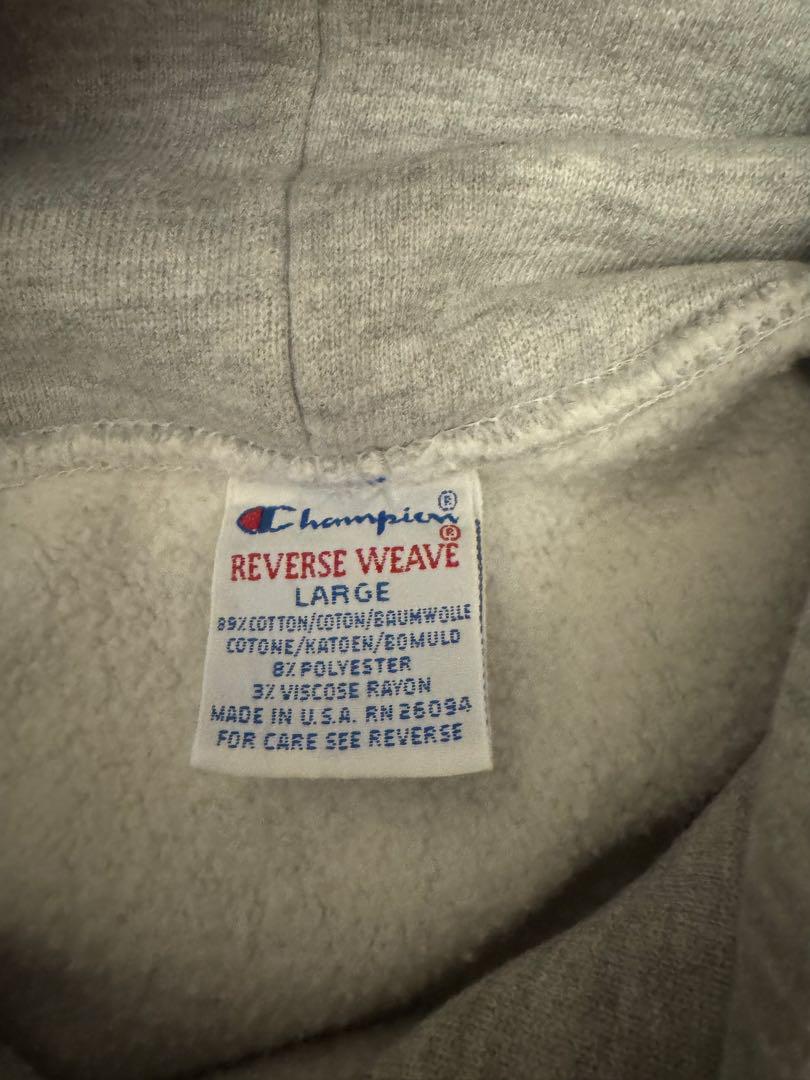 Champion®
REVERSE WEAVE®
LARGE
89% COTTON/COTON/BAUMWOLLE
COTONE/KATOEN/BOMULD
8% POLYESTER
3% VISCOSE RAYON
MADE IN U.S.A. RN 26094
FOR CARE SEE REVERSE